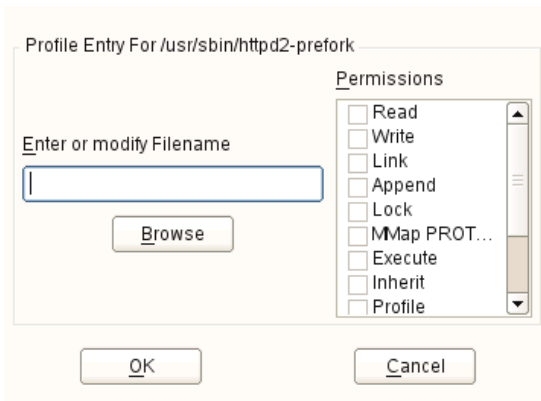 Profile Entry For /usr/sbin/httpd2-prefork
Permissions
Enter or modify Filename
Browse
Read
Write
Link
Append
Lock
MMap PROT...
Execute
Inherit
Profile
OK
Cancel